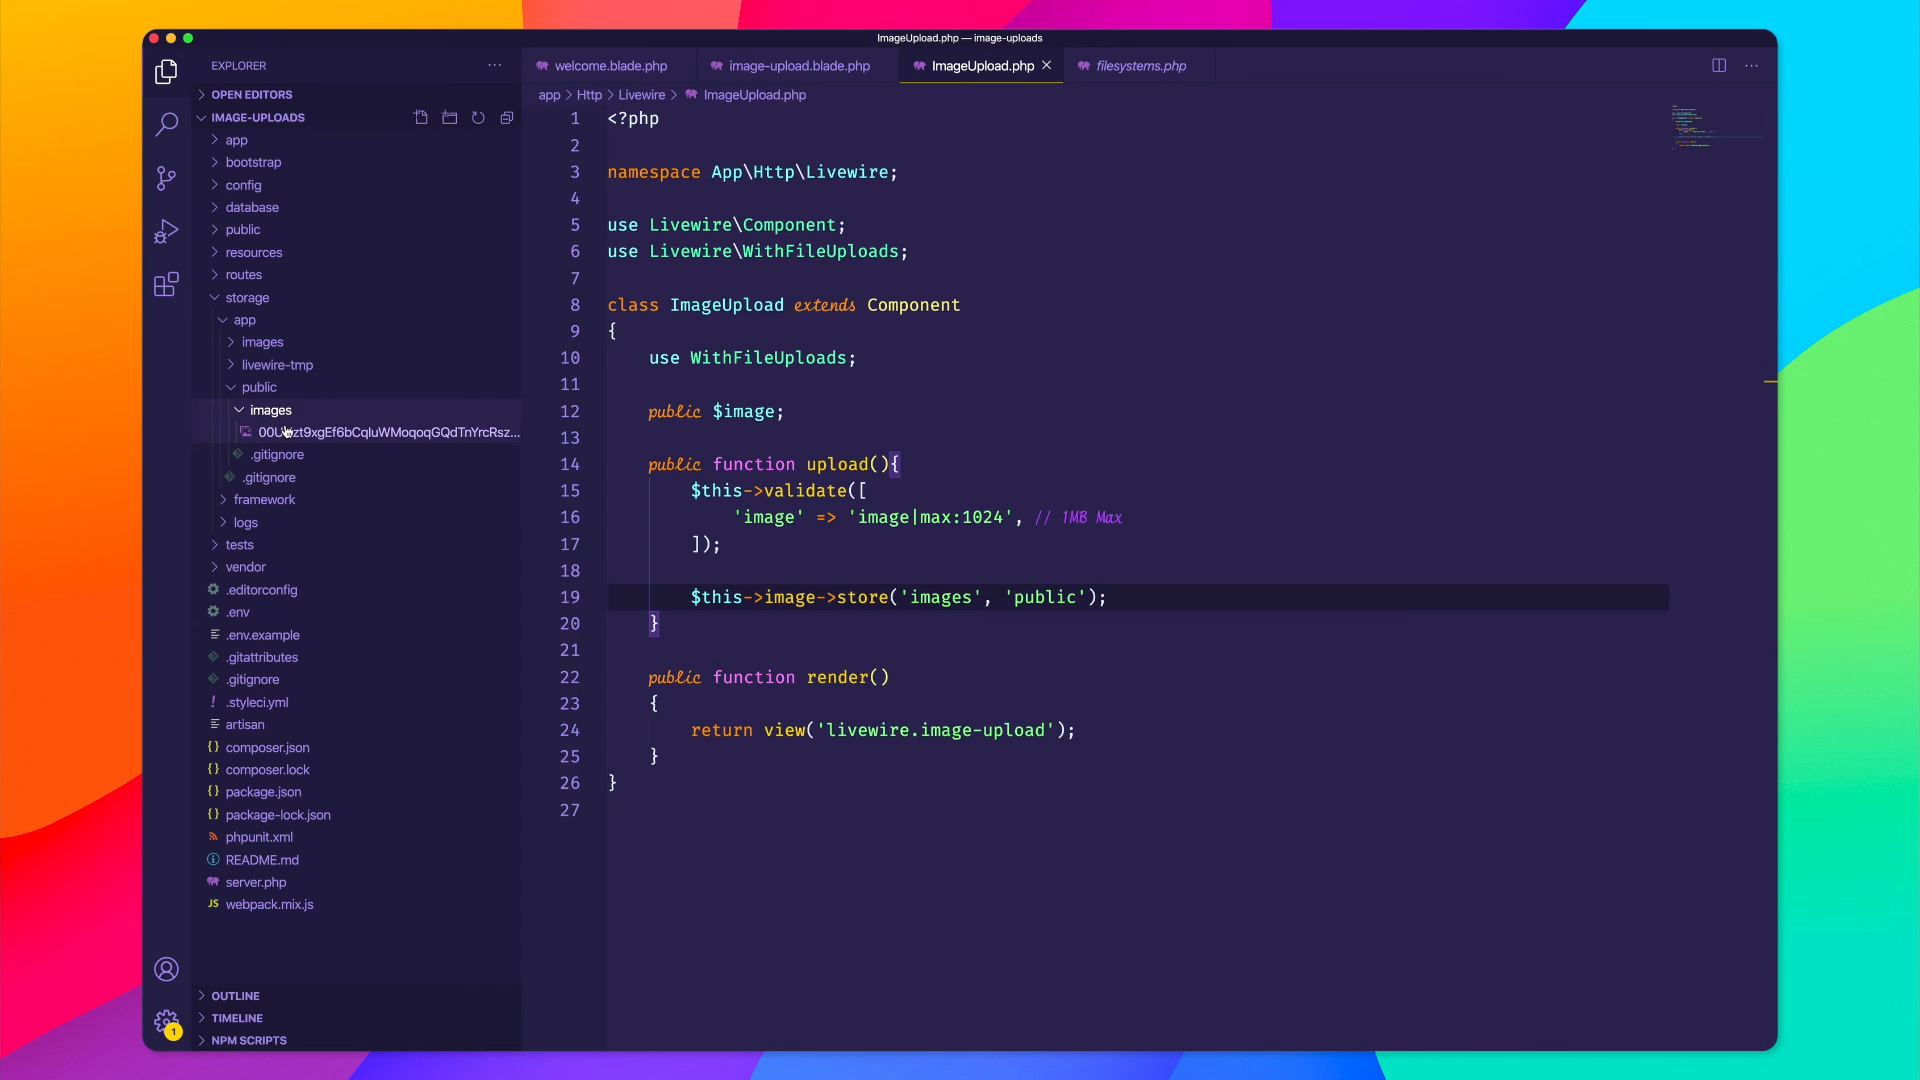 ImageUpload.php — image-uploads
EXPLORER
welcome.blade.php
image-upload.blade.php
ImageUpload.php
filesystems.php
OPEN EDITORS
app > Http > Livewire > ImageUpload.php
IMAGE-UPLOADS
app
bootstrap
config
database
public
resources
routes
storage
app
images
livewire-tmp
public
images
.gitignore
.gitignore
framework
logs
tests
vendor
.editorconfig
.env
.env.example
.gitattributes
.gitignore
.styleci.yml
artisan
composer.json
composer.lock
package.json
package-lock.json
phpunit.xml
README.md
server.php
JS webpack.mix.js
OUTLINE
TIMELINE
NPM SCRIPTS
1
1 <?php
2
3 namespace App\Http\Livewire;
4
5 use Livewire\Component;
6 use Livewire\WithFileUploads;
7
8 class ImageUpload extends Component
9 {
10 use WithFileUploads;
11
12 public $image;
13
14 public function upload(){
15 $this->validate([
16 'image' => 'image|max:1024', // 1MB Max
17 ]);
18
19 $this->image->store('images', 'public');
20 }
21
22 public function render()
23 {
24 return view('livewire.image-upload');
25 }
26 }
27